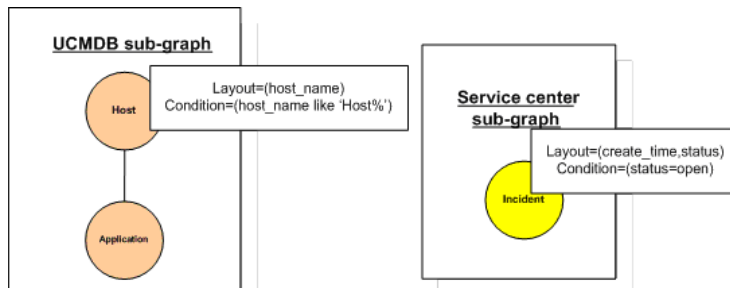 UCMDB sub-graph
Layout=(host_name)
Condition=(host_name like ‘Host%’)
Host
Application
Service center
sub-graph
Layout=(create_time,status)
Condition=(status=open)
Incident